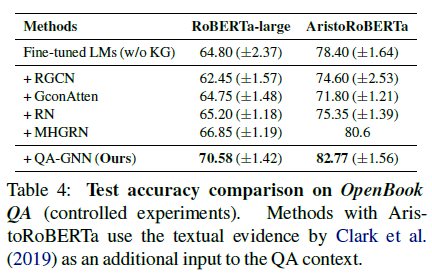 Methods RoBERTa-large AristoRoBERTa
Fine-tuned LMs (w/o KG) 64.80 (±2.37) 78.40 (±1.64)
+ RGCN 62.45 (±1.57) 74.60 (±2.53)
+ GconAtten 64.75 (±1.48) 71.80 (±1.21)
+ RN 65.20 (±1.18) 75.35 (±1.39)
+ MHGRN 66.85 (±1.19) 80.6
+ QA-GNN (Ours) 70.58 (±1.42) 82.77 (±1.56)
Table 4: Test accuracy comparison on OpenBook
QA (controlled experiments). Methods with Aris-
toRoBERTa use the textual evidence by Clark et al.
(2019) as an additional input to the QA context.